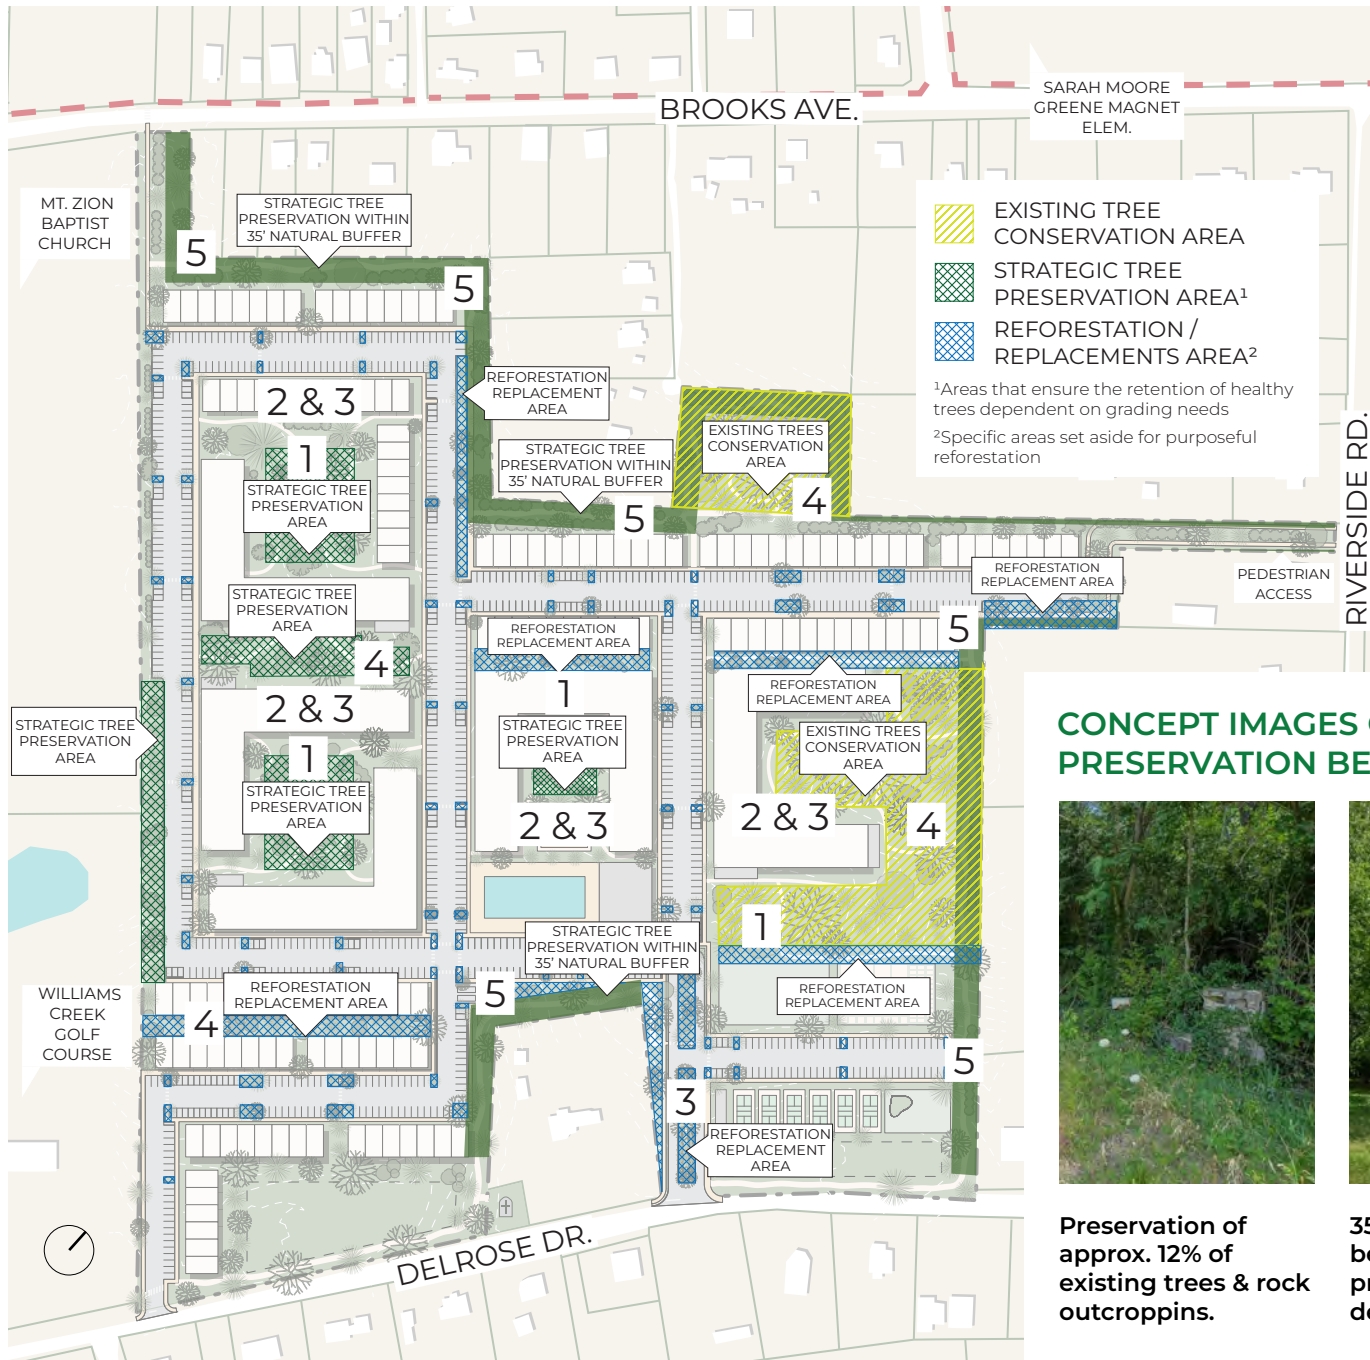 BROOKS AVE.
SARAH MOORE
GREENE MAGNET
ELEM.
MT. ZION
BAPTIST
CHURCH
STRATEGIC TREE
PRESERVATION WITHIN
35' NATURAL BUFFER
5
5
EXISTING TREE
CONSERVATION AREA
STRATEGIC TREE
PRESERVATION AREA¹
REFORESTATION /
REPLACEMENTS AREA²
¹Areas that ensure the retention of healthy
trees dependent on grading needs
²Specific areas set aside for purposeful
reforestation
RIVERSIDE RD.
2 & 3
REFORESTATION
REPLACEMENT
AREA
1
STRATEGIC TREE
PRESERVATION
AREA
STRATEGIC TREE
PRESERVATION WITHIN
35' NATURAL BUFFER
5
EXISTING TREES
CONSERVATION
AREA
4
REFORESTATION
REPLACEMENT AREA
PEDESTRIAN
ACCESS
STRATEGIC TREE
PRESERVATION
AREA
4
REFORESTATION
REPLACEMENT AREA
5
2 & 3
1
REFORESTATION
REPLACEMENT AREA
STRATEGIC TREE
PRESERVATION
AREA
STRATEGIC TREE
PRESERVATION
AREA
EXISTING TREES
CONSERVATION
AREA
1
STRATEGIC TREE
PRESERVATION
AREA
2 & 3
2 & 3
4
1
STRATEGIC TREE
PRESERVATION WITHIN
35' NATURAL BUFFER
5
REFORESTATION
REPLACEMENT AREA
REFORESTATION
REPLACEMENT AREA
4
WILLIAMS
CREEK
GOLF
COURSE
5
3
REFORESTATION
REPLACEMENT
AREA
DELROSE DR.
CONCEPT IMAGES
PRESERVATION BE
Preservation of
approx. 12% of
existing trees & rock
outcroppins.
35
be
pr
de